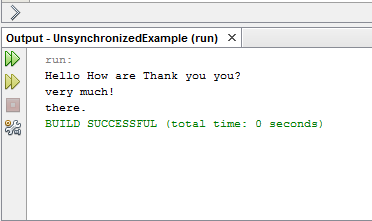 Output - UnsynchronizedExample (run)
run:
Hello How are Thank you you?
very much!
there.
BUILD SUCCESSFUL (total time: 0 seconds)